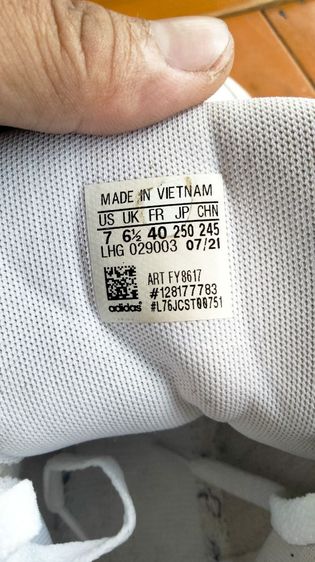 MADE IN VIETNAM
US UK FR JP CHN
7 6½ 40 250 245
LHG 029003 07/21
ART FY8617
#128177783
#L76JCST00751
adidas